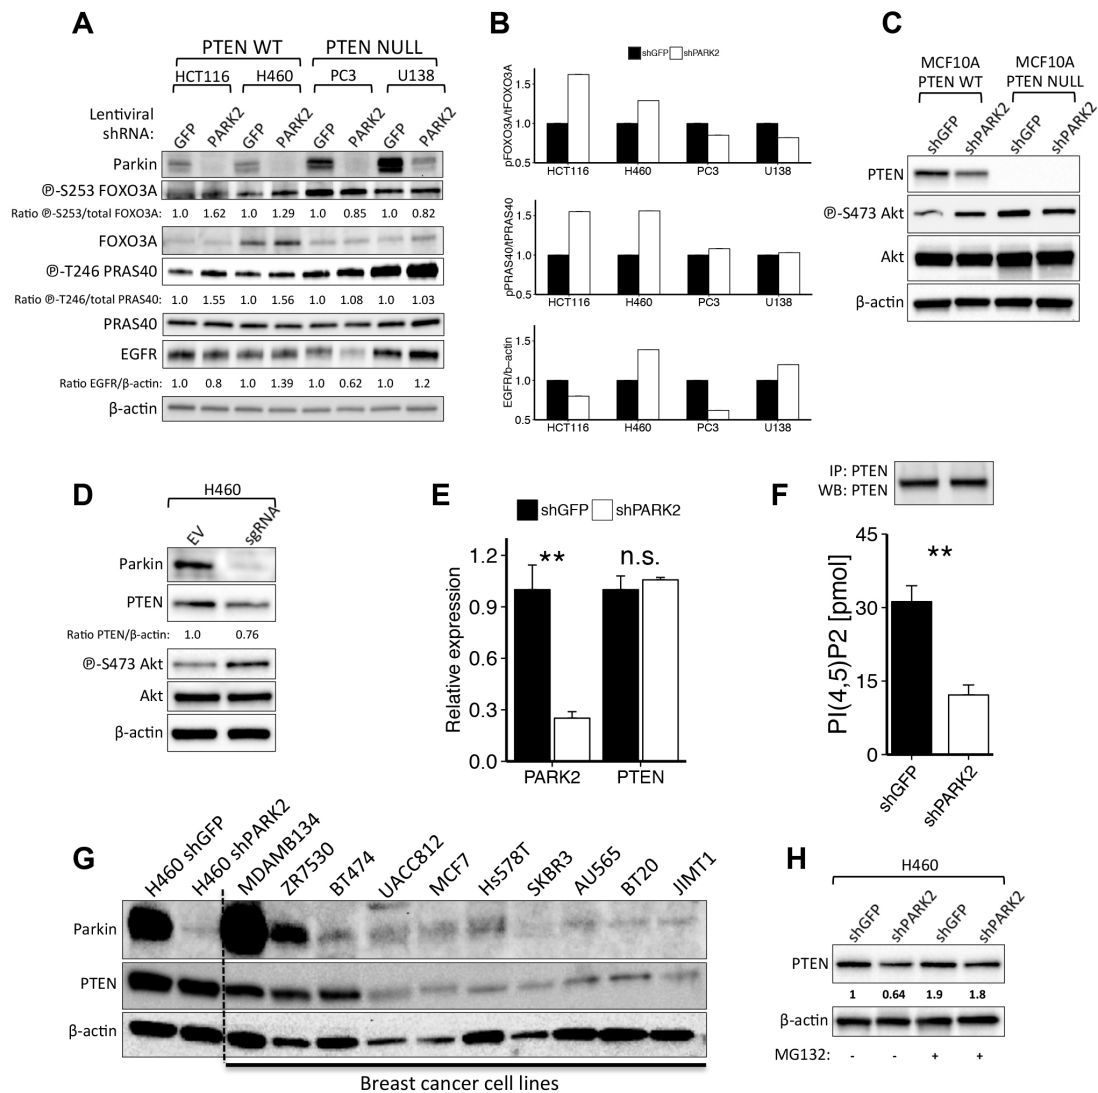 A
PTEN WT PTEN NULL
HCT116 H460 PC3 U138
Lentiviral
shRNA:
GFP PARK2 GFP PARK2 GFP PARK2 GFP PARK2
Parkin
Ⓟ-S253 FOXO3A
Ratio Ⓟ-S253/total FOXO3A: 1.0 1.62 1.0 1.29 1.0 0.85 1.0 0.82
FOXO3A
Ⓟ-T246 PRAS40
Ratio Ⓟ-T246/total PRAS40: 1.0 1.55 1.0 1.56 1.0 1.08 1.0 1.03
PRAS40
EGFR
Ratio EGFR/β-actin: 1.0 0.8 1.0 1.39 1.0 0.62 1.0 1.2
β-actin
B
shGFP shPARK2
pFOXO3A/tFOXO3A
1.5
1.0
0.5
HCT116 H460 PC3 U138
pPRAS40/tPRAS40
1.5
1.0
0.5
HCT116 H460 PC3 U138
EGFR/b-actin
1.5
1.0
0.5
HCT116 H460 PC3 U138
C
MCF10A MCF10A
PTEN WT PTEN NULL
shGFP shPARK2 shGFP shPARK2
PTEN
Ⓟ-S473 Akt
Akt
β-actin
D
H460
EV sgRNA
Parkin
PTEN
Ratio PTEN/β-actin: 1.0 0.76
Ⓟ-S473 Akt
Akt
β-actin
E
shGFP shPARK2
Relative expression
1.2
0.9
0.6
0.3
0.0
** n.s.
PARK2 PTEN
F
IP: PTEN
WB: PTEN
PI(4,5)P2 [pmol]
45
30
15
0
**
shGFP shPARK2
G
H460 shGFP H460 shPARK2 MDAMB134 ZR7530 BT474 UACC812 MCF7 Hs578T SKBR3 AU565 BT20 JIMT1
Parkin
PTEN
β-actin
Breast cancer cell lines
H
H460
shGFP shPARK2 shGFP shPARK2
PTEN
1 0.64 1.9 1.8
β-actin
MG132: - - + +